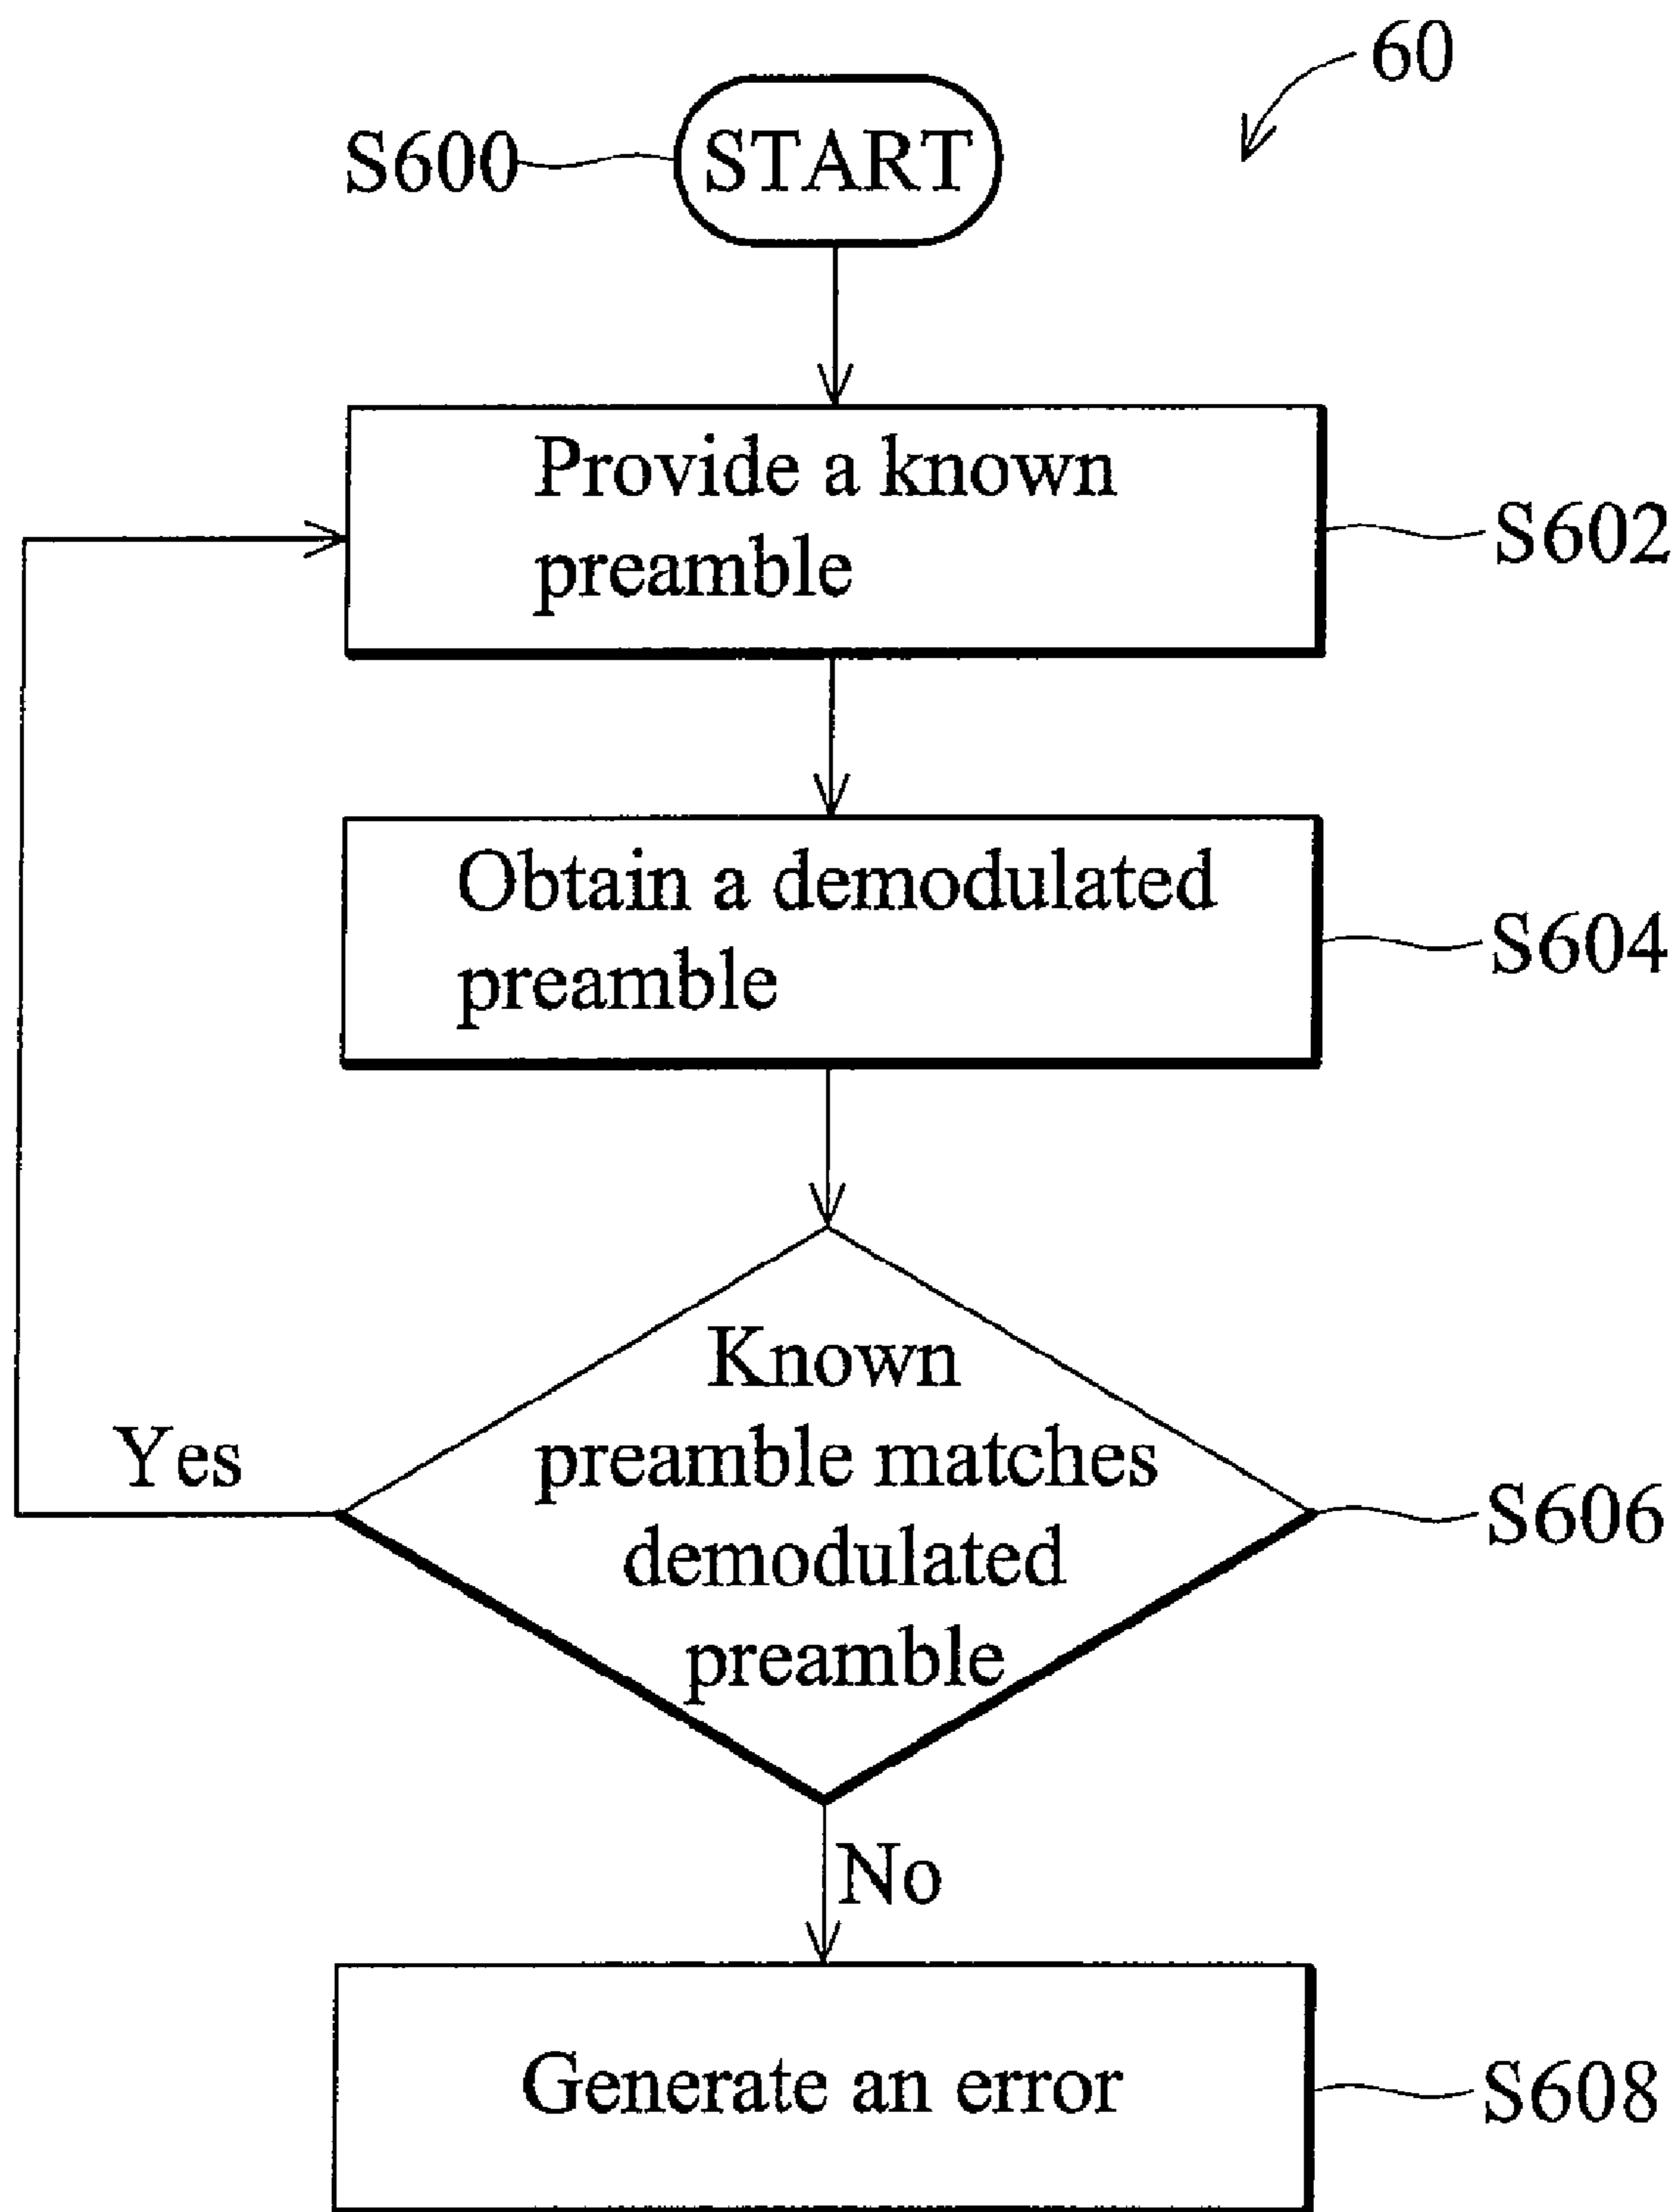 60
S600
START
Provide a known
preamble
S602
Obtain a demodulated
preamble
S604
Known
preamble matches
demodulated
preamble
Yes
S606
No
Generate an error
S608